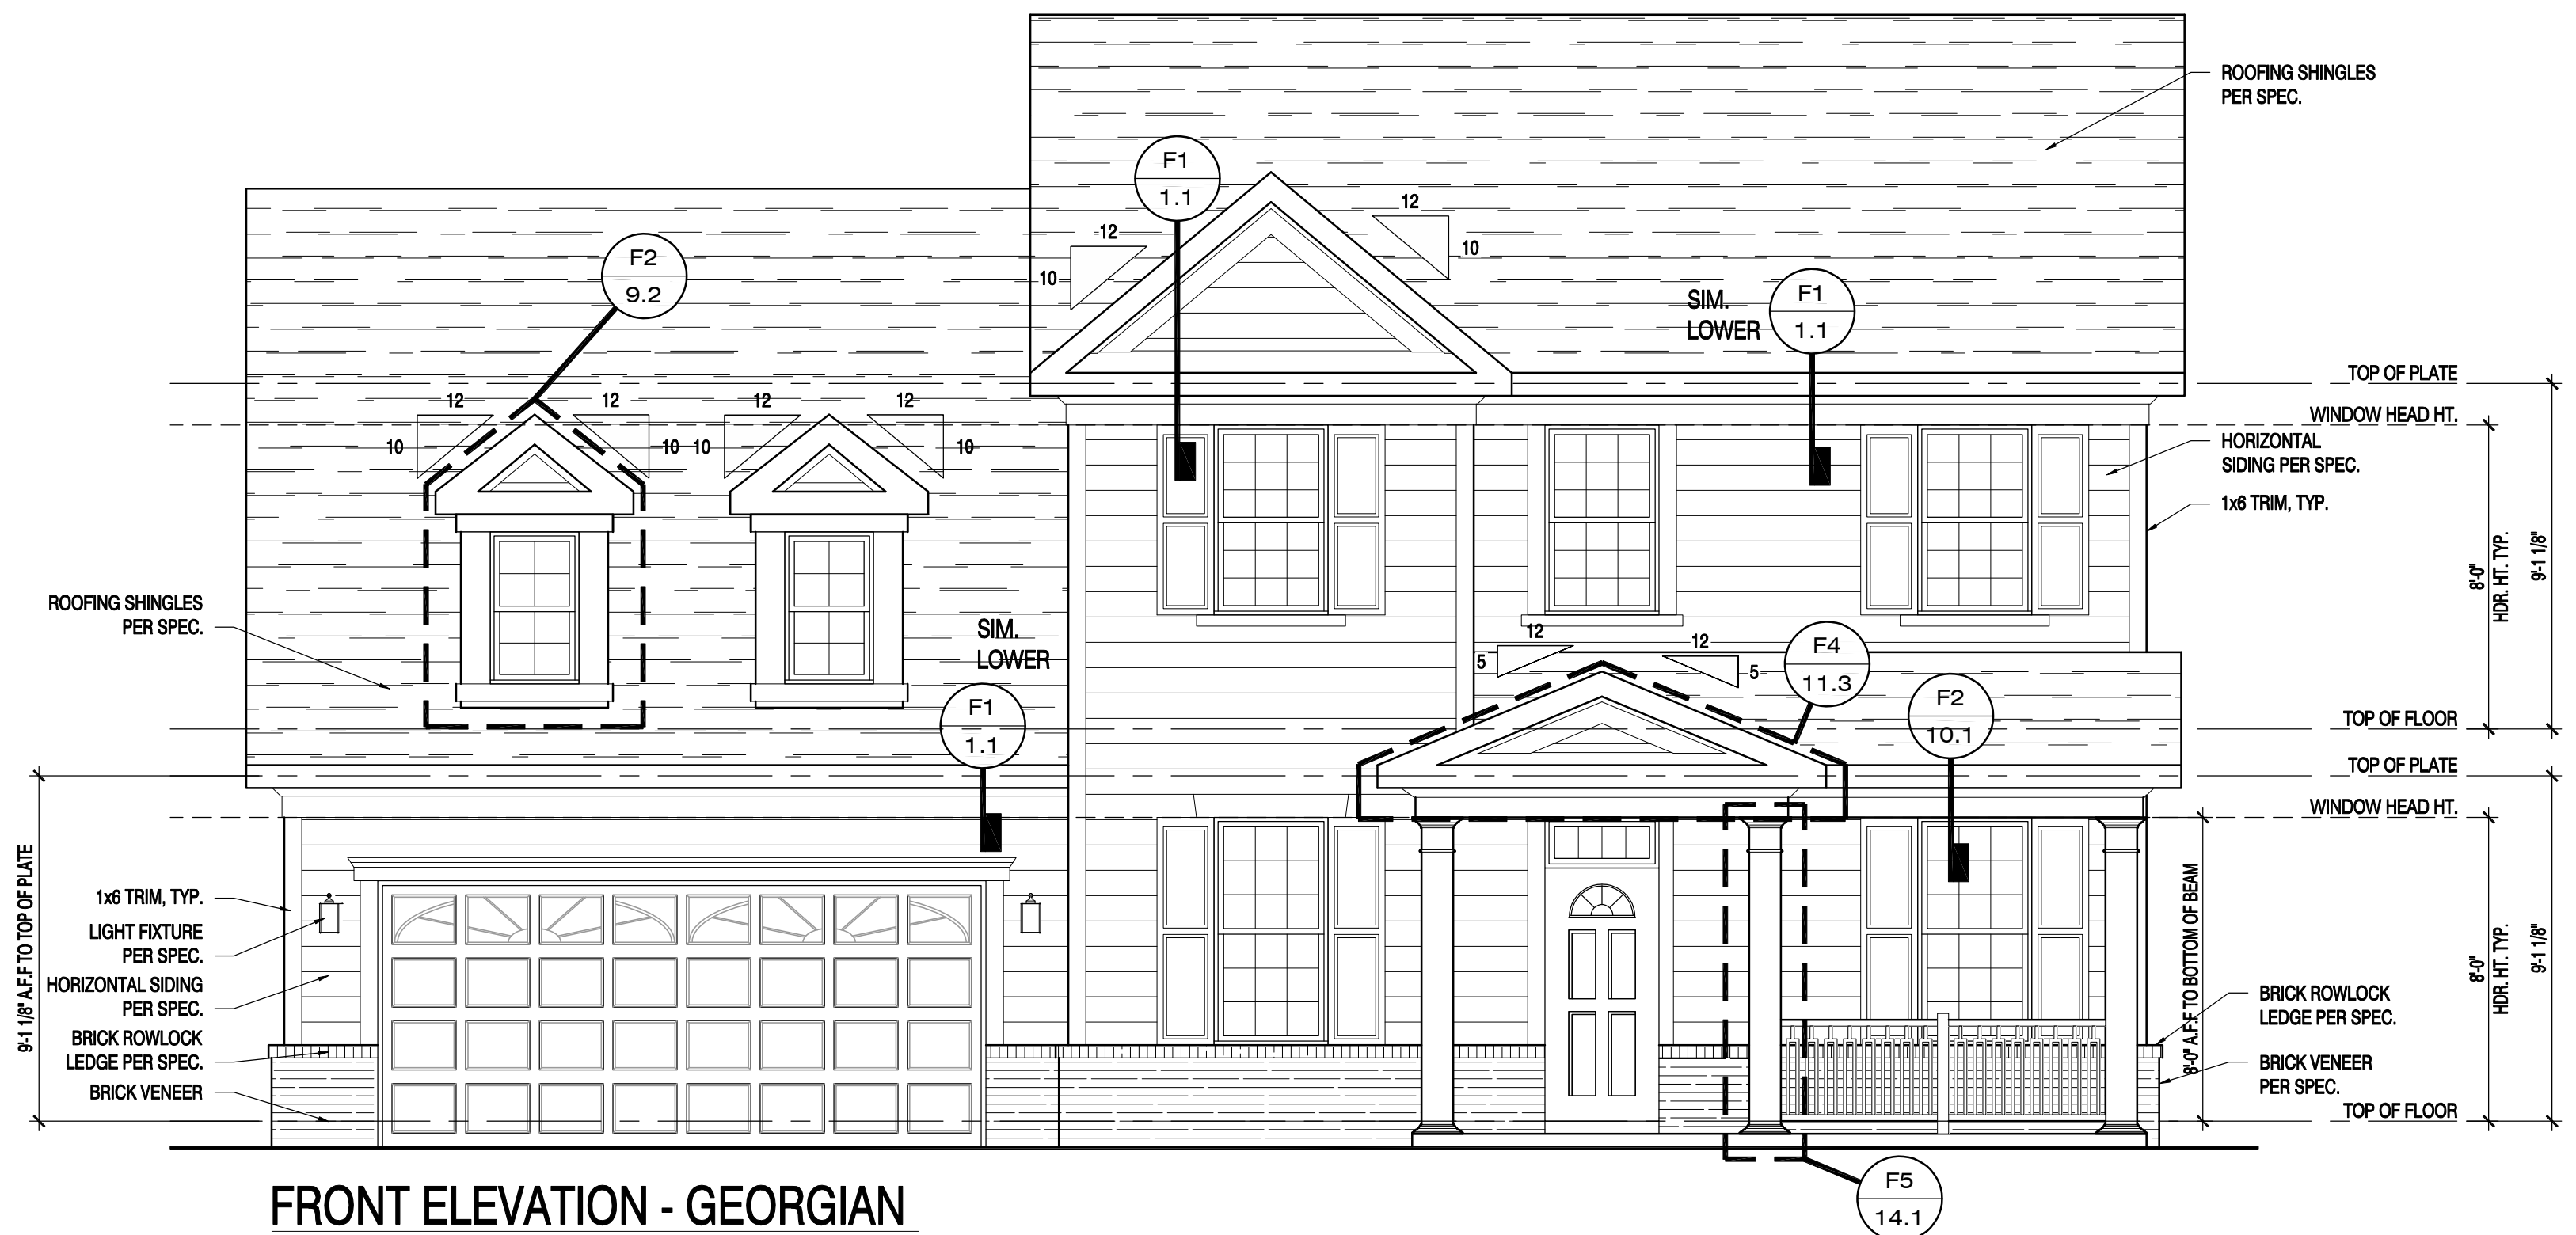 ROOFING SHINGLES
PER SPEC.
F1
1.1
12
10
12
10
F2
9.2
SIM.
LOWER
F1
1.1
TOP OF PLATE
WINDOW HEAD HT.
12
10
12
10
12
10
12
10
HORIZONTAL
SIDING PER SPEC.
1x6 TRIM, TYP.
8'-0"
HDR. HT. TYP.
9'-1 1/8"
ROOFING SHINGLES
PER SPEC.
SIM.
LOWER
F1
1.1
12
5
12
5
F4
11.3
F2
10.1
TOP OF FLOOR
TOP OF PLATE
WINDOW HEAD HT.
9'-1 1/8" A.F.F TO TOP OF PLATE
1x6 TRIM, TYP.
LIGHT FIXTURE
PER SPEC.
HORIZONTAL SIDING
PER SPEC.
BRICK ROWLOCK
LEDGE PER SPEC.
BRICK VENEER
8'-0" A.F.F TO BOTTOM OF BEAM
8'-0"
HDR. HT. TYP.
9'-1 1/8"
BRICK ROWLOCK
LEDGE PER SPEC.
BRICK VENEER
PER SPEC.
TOP OF FLOOR
F5
14.1
FRONT ELEVATION - GEORGIAN